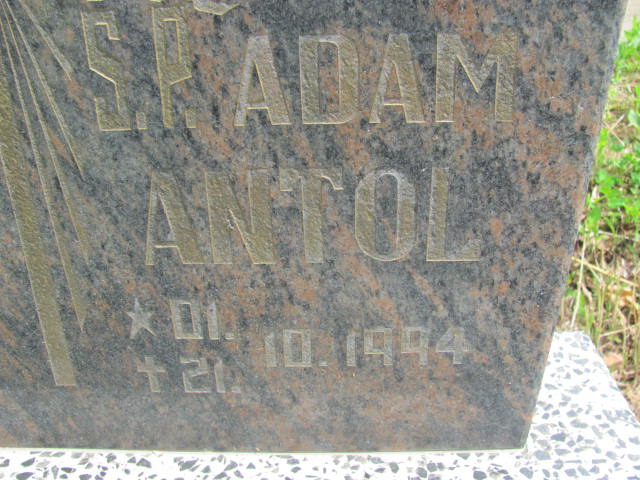 S.P. ADAM
ANTOL
★ 01.
10. 1994
✝ 21.